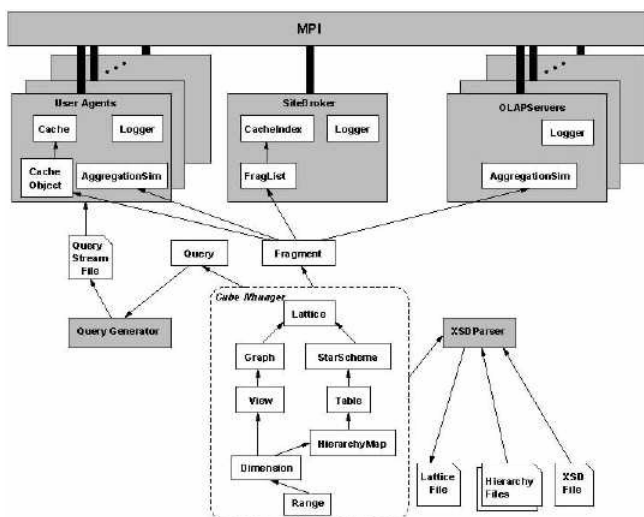 MPI
User Agents
SiteBroker
OLAPServers
Cache
Logger
CacheIndex
Logger
Logger
Cache
Object
AggregationSim
FragList
AggregationSim
Query
Stream
File
Query
Fragment
Cube Manager
Lattice
Query Generator
XSDParser
Graph
StarSchema
View
Table
HierarchyMap
Dimension
Range
Lattice
File
Hierarchy
Files
XSD
File